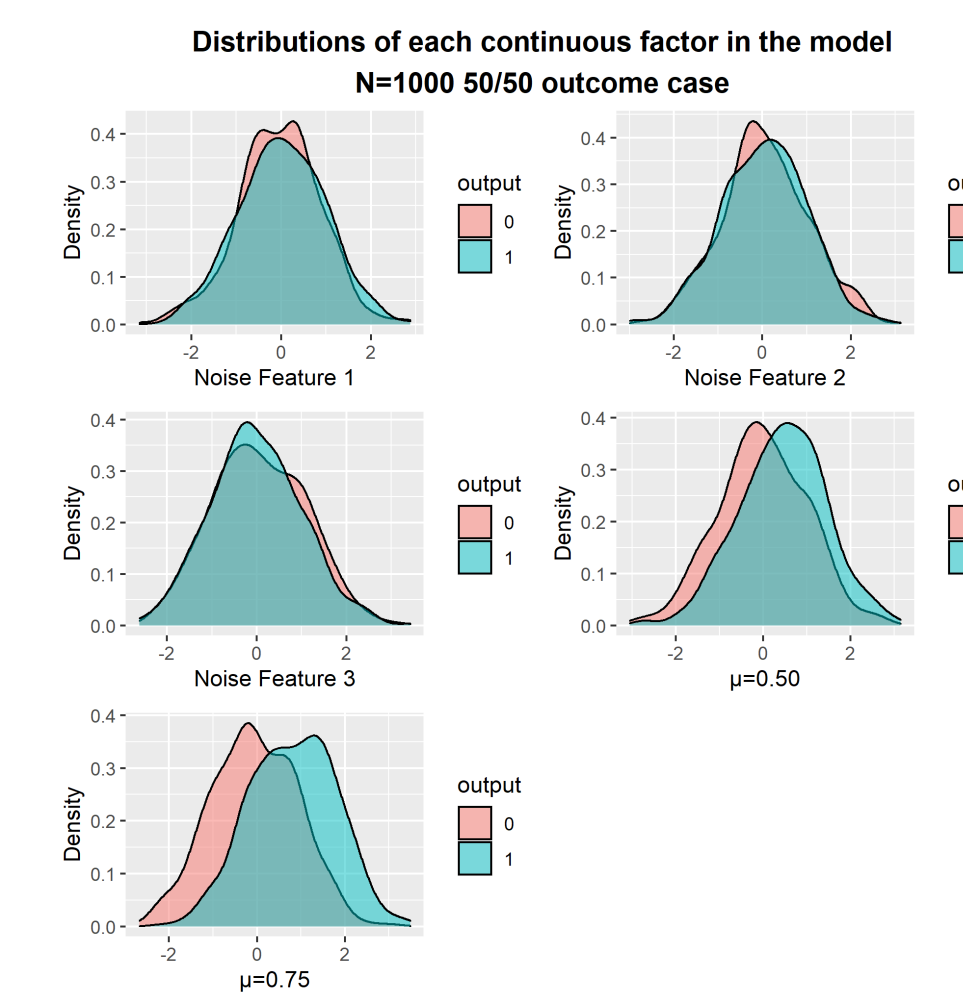 Distributions of each continuous factor in the model
N=1000 50/50 outcome case
Density
0.4
0.3
0.2
0.1
0.0
-2 0 2
Noise Feature 1
output
0
1
Density
0.4
0.3
0.2
0.1
0.0
-2 0 2
Noise Feature 2
Density
0.4
0.3
0.2
0.1
0.0
-2 0 2
Noise Feature 3
output
0
1
Density
0.4
0.3
0.2
0.1
0.0
-2 0 2
μ=0.50
Density
0.4
0.3
0.2
0.1
0.0
-2 0 2
μ=0.75
output
0
1